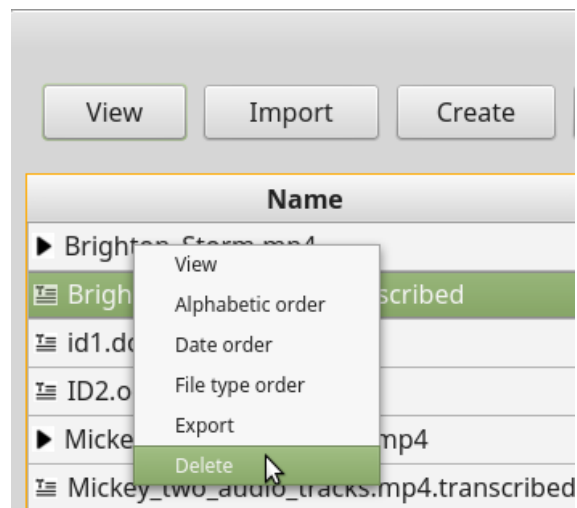 View Import Create
Name
Brighton_Storm.mp4
View
Brigh scribed
Alphabetic order
id1.do
Date order
ID2.o
File type order
Export
Micke mp4
Delete
Mickey_two_audio_tracks.mp4.transcribed